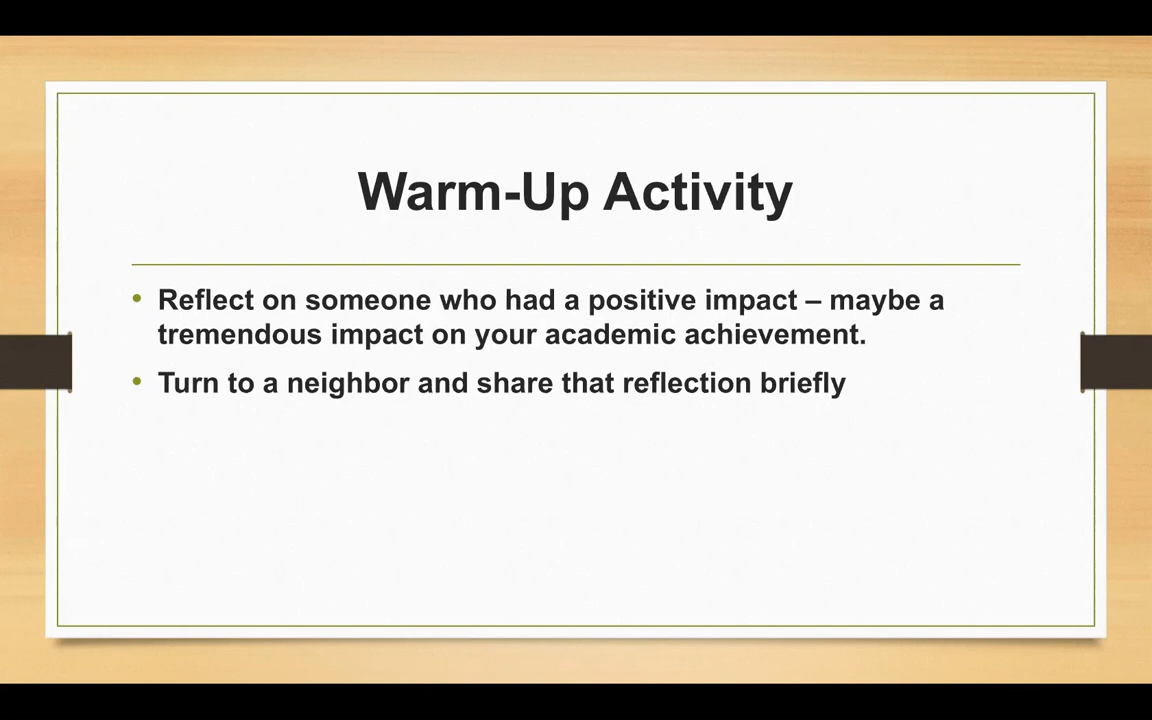 Warm-Up Activity
• Reflect on someone who had a positive impact – maybe a
tremendous impact on your academic achievement.
• Turn to a neighbor and share that reflection briefly